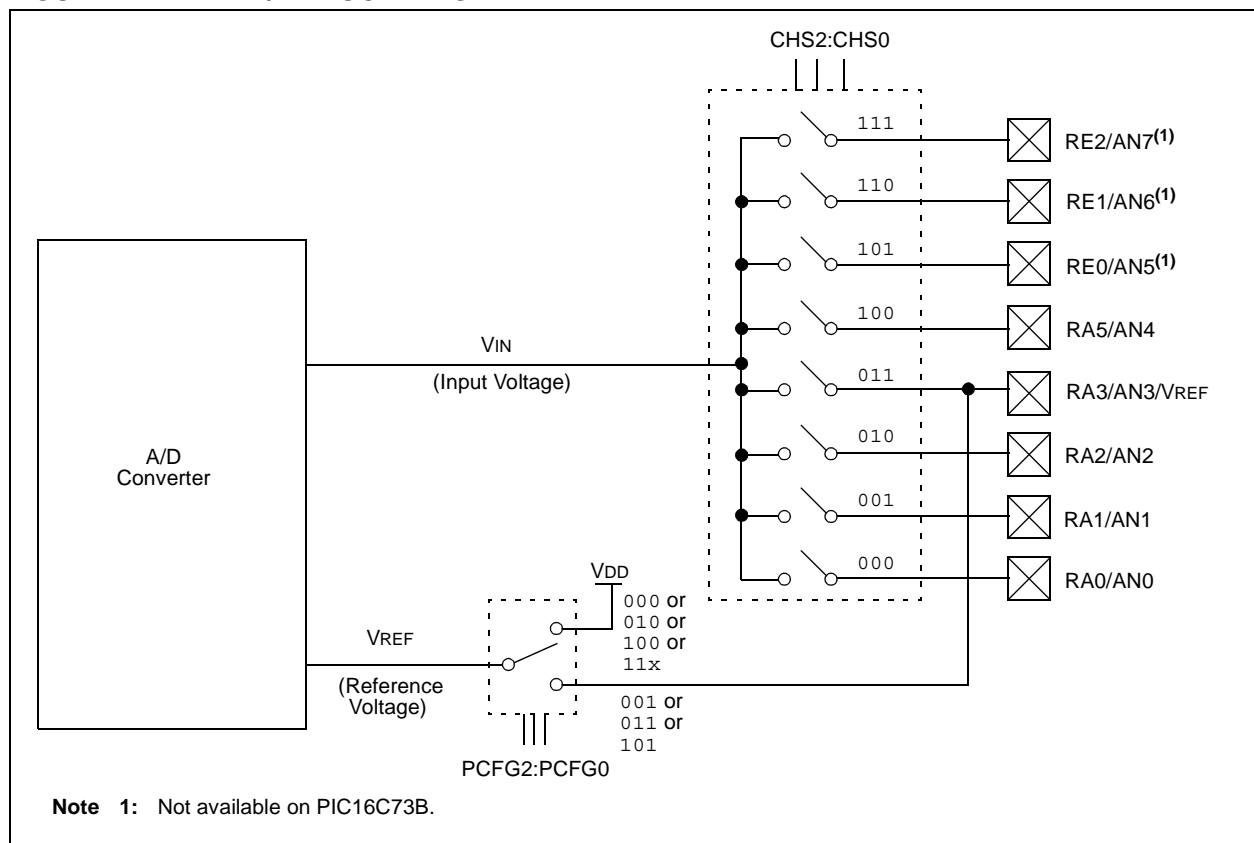 CHS2:CHS0
111
RE2/AN7(1)
110
RE1/AN6(1)
101
RE0/AN5(1)
100
RA5/AN4
VIN
(Input Voltage)
011
RA3/AN3/VREF
A/D
Converter
010
RA2/AN2
001
RA1/AN1
000
RA0/AN0
VDD
000 or
010 or
100 or
11x
VREF
(Reference
Voltage)
001 or
011 or
101
PCFG2:PCFG0
Note 1: Not available on PIC16C73B.